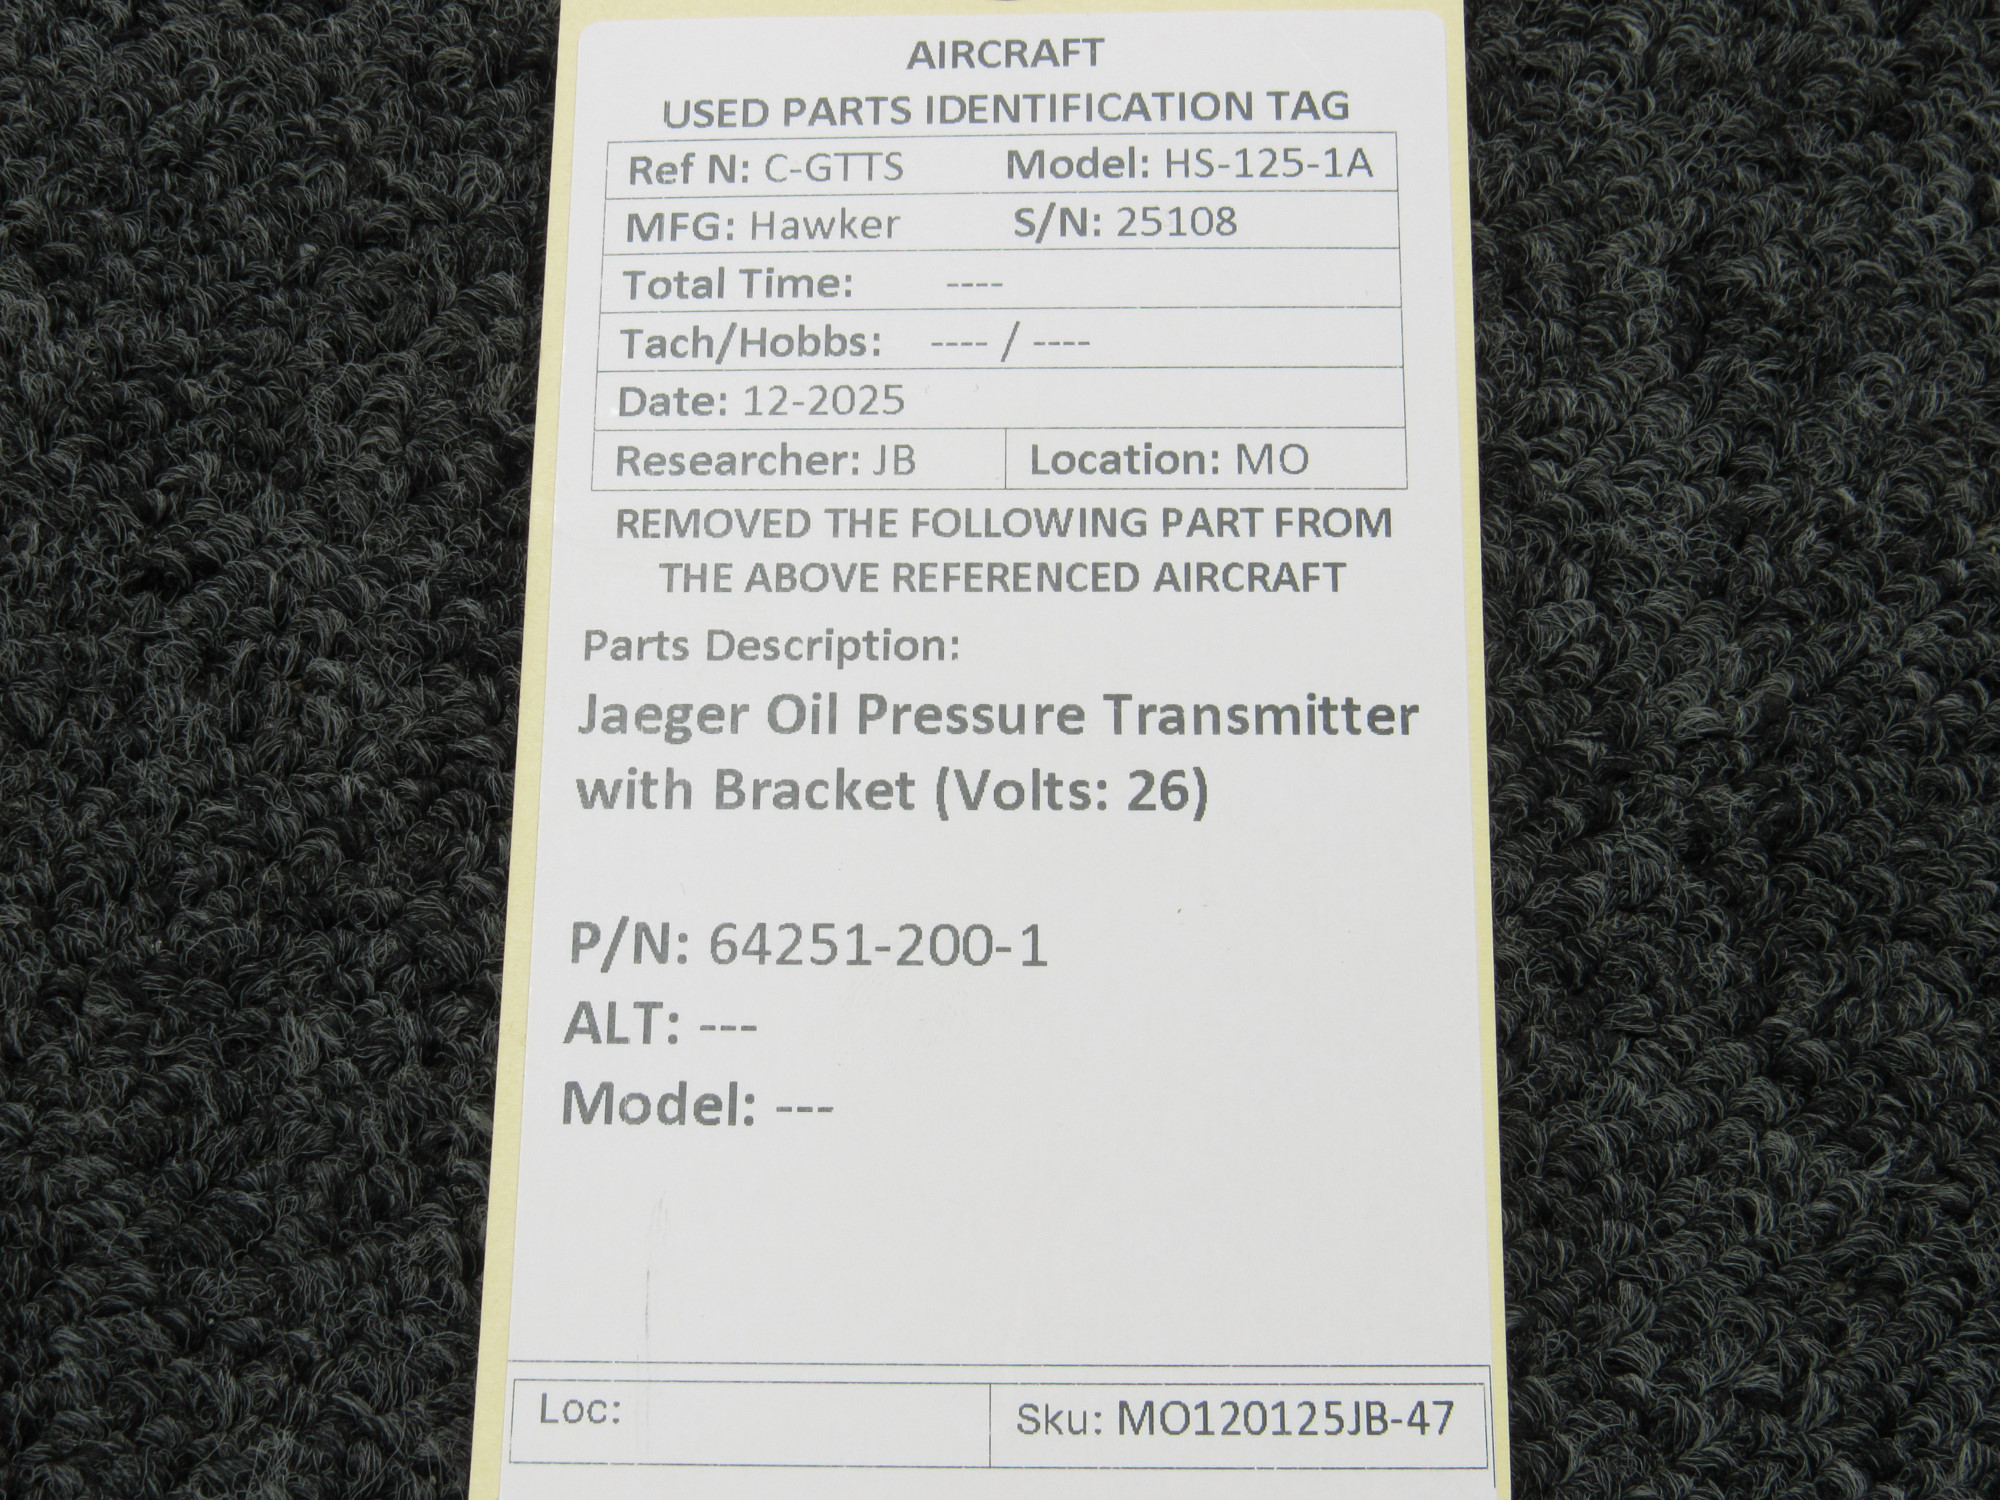 AIRCRAFT
USED PARTS IDENTIFICATION TAG
Ref N: C-GTTS Model: HS-125-1A
MFG: Hawker S/N: 25108
Total Time: ----
Tach/Hobbs: ---- / ----
Date: 12-2025
Researcher: JB Location: MO
REMOVED THE FOLLOWING PART FROM
THE ABOVE REFERENCED AIRCRAFT
Parts Description:
Jaeger Oil Pressure Transmitter
with Bracket (Volts: 26)
P/N: 64251-200-1
ALT: ---
Model: ---
Loc: Sku: MO120125JB-47